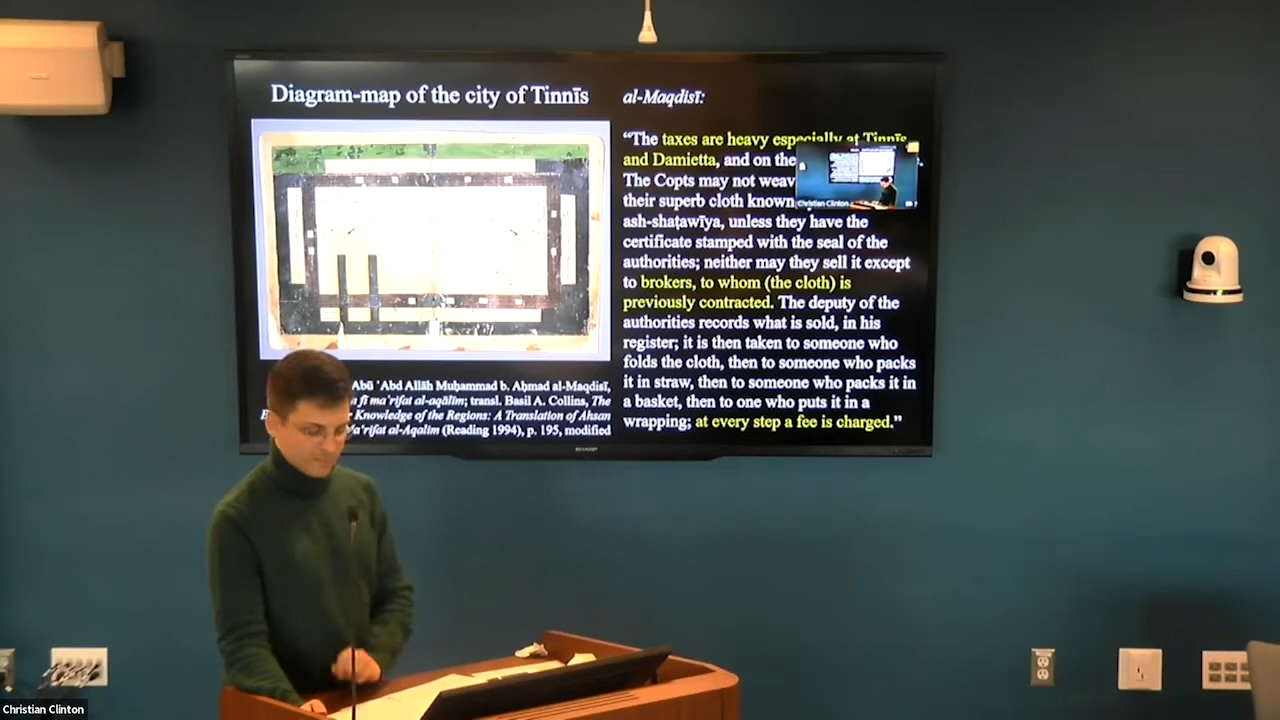 Diagram-map of the city of Tinnīs
Abū ʿAbd Allāh Muḥammad b. Aḥmad al-Maqdisī,
fī maʿrifat al-aqālīm; transl. Basil A. Collins, The
Knowledge of the Regions: A Translation of Ahsan
al-Aqalim (Reading 1994), p. 195, modified
al-Maqdisī:
“The taxes are heavy especially at Tinnīs
and Damietta, and on the
The Copts may not weav
their superb cloth known
ash-shaṭawīya, unless they have the
certificate stamped with the seal of the
authorities; neither may they sell it except
to brokers, to whom (the cloth) is
previously contracted. The deputy of the
authorities records what is sold, in his
register; it is then taken to someone who
folds the cloth, then to someone who packs
it in straw, then to someone who packs it in
a basket, then to one who puts it in a
wrapping; at every step a fee is charged.”
Christian Clinton
SHARP
Christian Clinton